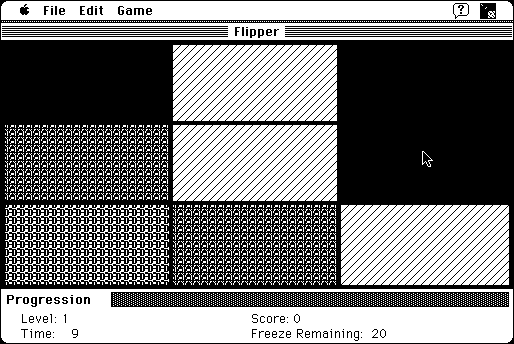 File Edit Game
Flipper
Progression
Level: 1
Score: 0
Time: 9
Freeze Remaining: 20